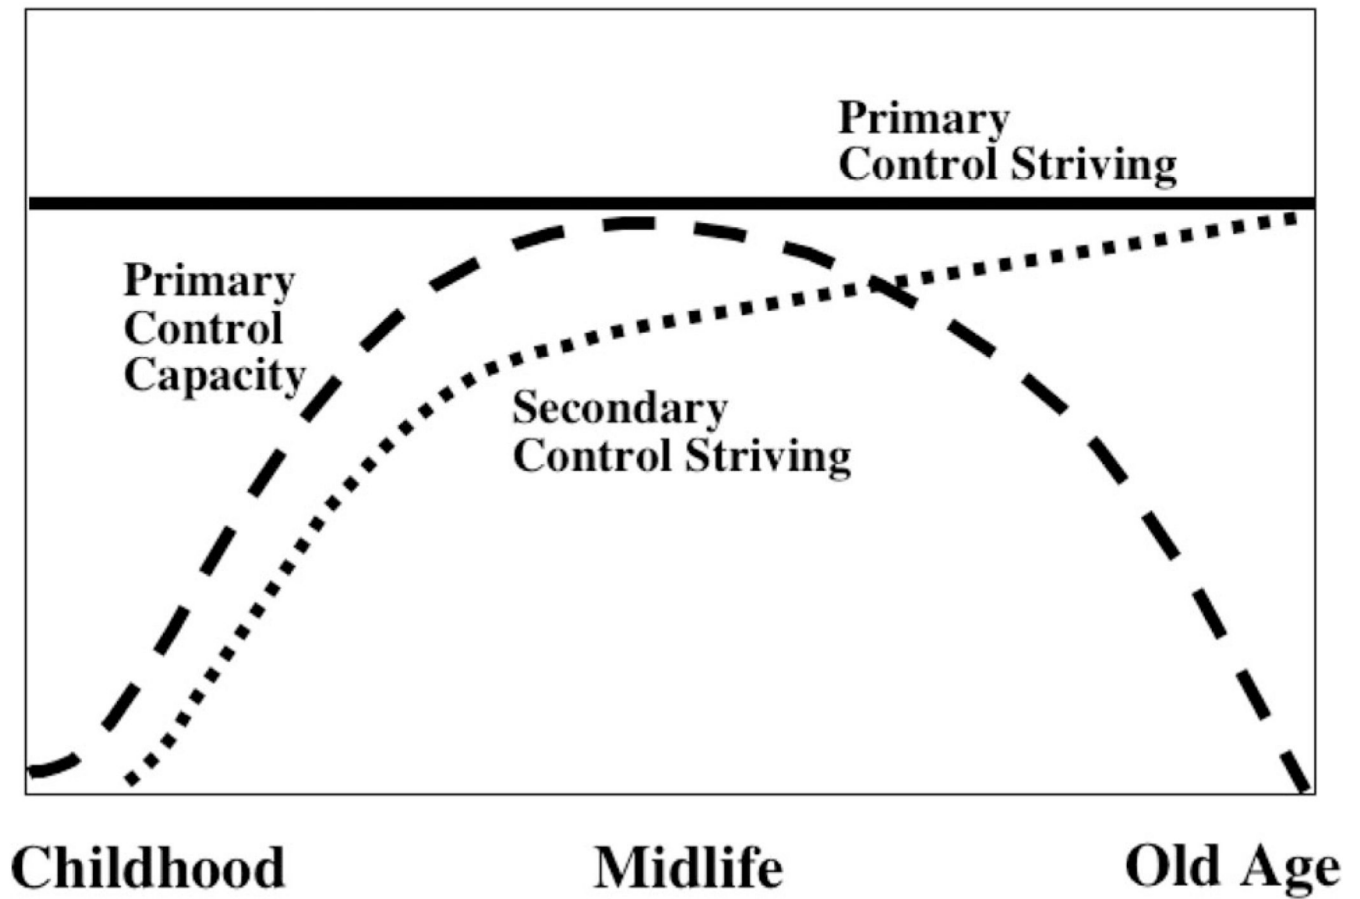 Primary
Control Striving
Primary
Control
Capacity
Secondary
Control Striving
Childhood
Midlife
Old Age